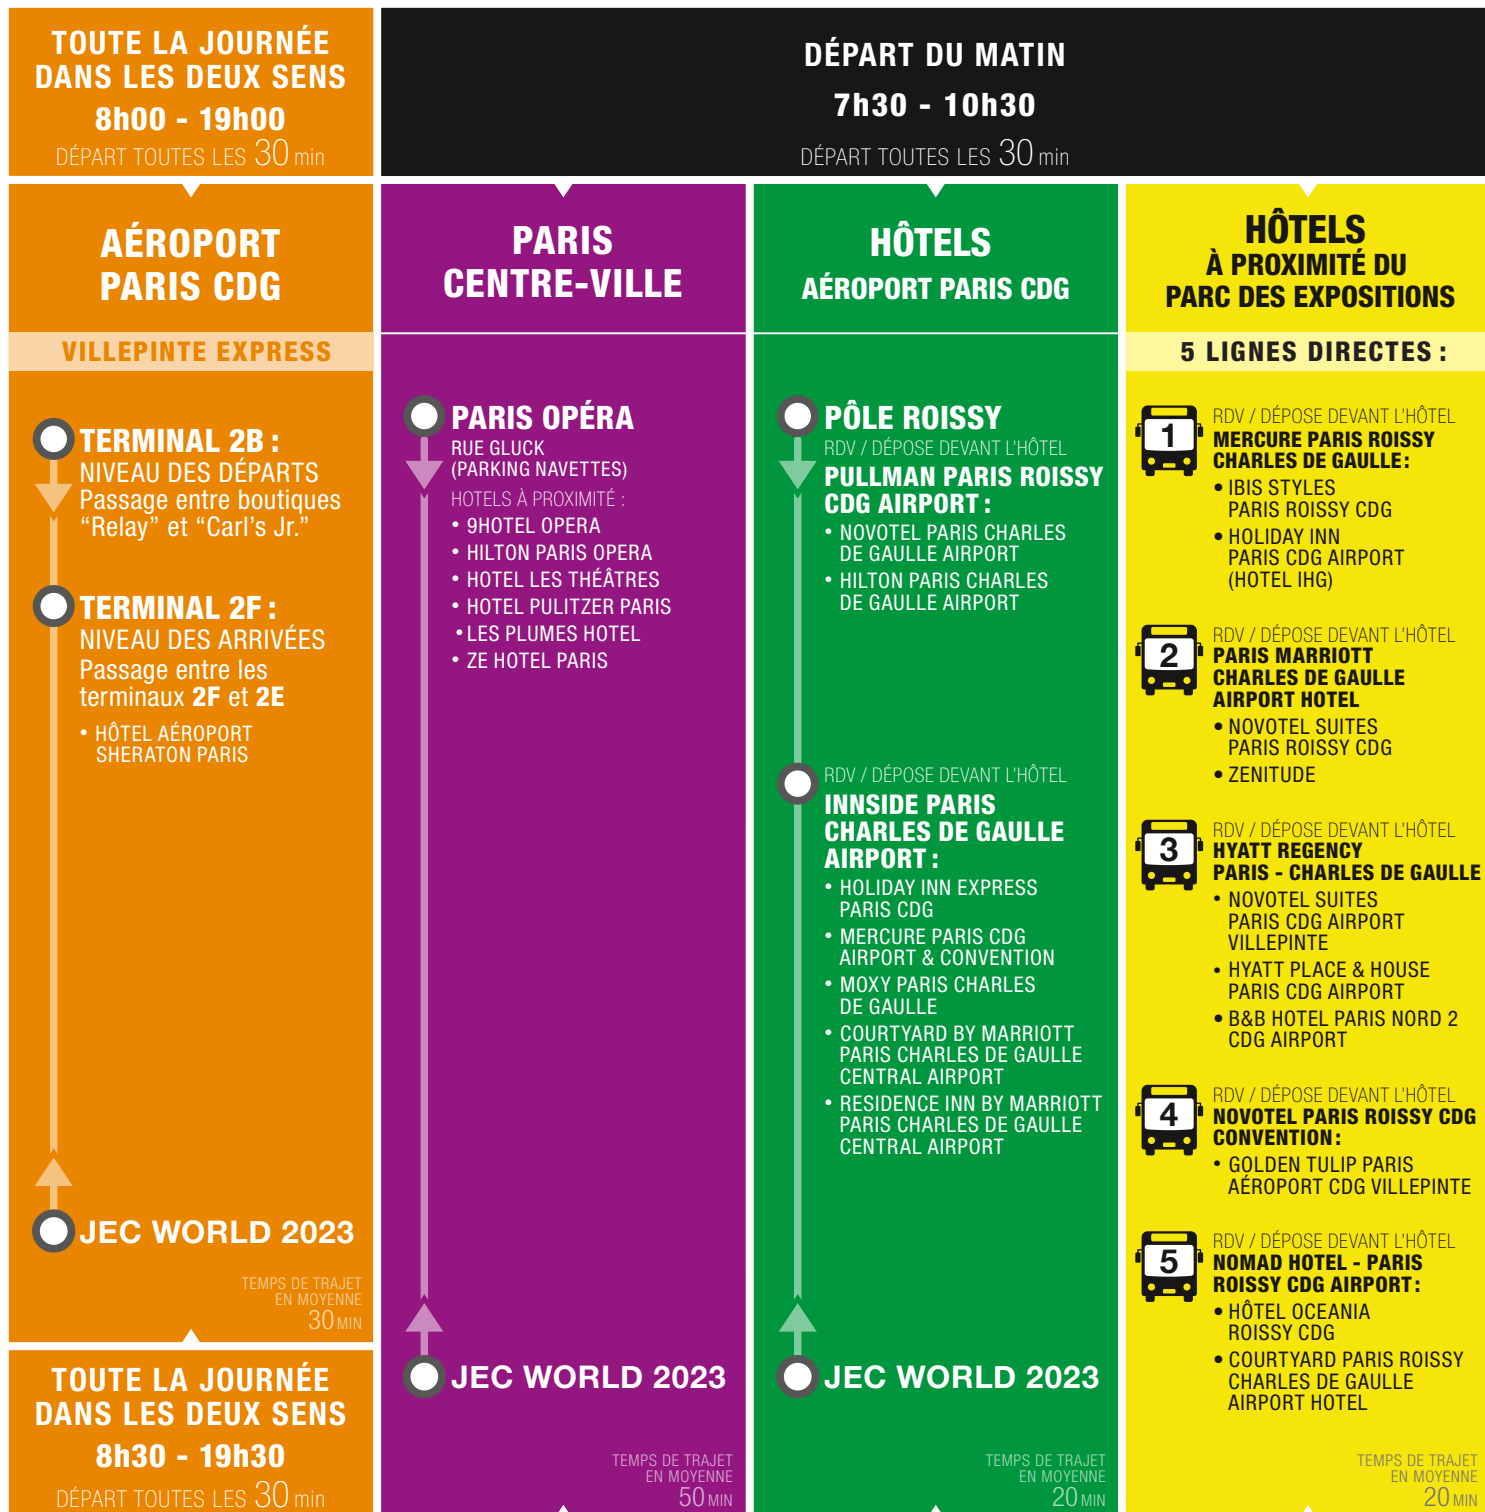 TOUTE LA JOURNÉE
DANS LES DEUX SENS
8h00 - 19h00
DÉPART TOUTES LES 30 min
DÉPART DU MATIN
7h30 - 10h30
DÉPART TOUTES LES 30 min
AÉROPORT
PARIS CDG
VILLEPINTE EXPRESS
TERMINAL 2B :
NIVEAU DES DÉPARTS
Passage entre boutiques
“Relay” et “Carl’s Jr.”
TERMINAL 2F :
NIVEAU DES ARRIVÉES
Passage entre les
terminaux 2F et 2E
• HÔTEL AÉROPORT
SHERATON PARIS
JEC WORLD 2023
TEMPS DE TRAJET
EN MOYENNE
30 MIN
TOUTE LA JOURNÉE
DANS LES DEUX SENS
8h30 - 19h30
DÉPART TOUTES LES 30 min
PARIS
CENTRE-VILLE
PARIS OPÉRA
RUE GLUCK
(PARKING NAVETTES)
HOTELS À PROXIMITÉ :
• 9HOTEL OPERA
• HILTON PARIS OPERA
• HOTEL LES THÉÂTRES
• HOTEL PULITZER PARIS
• LES PLUMES HOTEL
• ZE HOTEL PARIS
JEC WORLD 2023
TEMPS DE TRAJET
EN MOYENNE
50 MIN
HÔTELS
AÉROPORT PARIS CDG
PÔLE ROISSY
RDV / DÉPOSE DEVANT L’HÔTEL
PULLMAN PARIS ROISSY
CDG AIRPORT :
• NOVOTEL PARIS CHARLES
DE GAULLE AIRPORT
• HILTON PARIS CHARLES
DE GAULLE AIRPORT
RDV / DÉPOSE DEVANT L’HÔTEL
INNSIDE PARIS
CHARLES DE GAULLE
AIRPORT :
• HOLIDAY INN EXPRESS
PARIS CDG
• MERCURE PARIS CDG
AIRPORT & CONVENTION
• MOXY PARIS CHARLES
DE GAULLE
• COURTYARD BY MARRIOTT
PARIS CHARLES DE GAULLE
CENTRAL AIRPORT
• RESIDENCE INN BY MARRIOTT
PARIS CHARLES DE GAULLE
CENTRAL AIRPORT
JEC WORLD 2023
TEMPS DE TRAJET
EN MOYENNE
20 MIN
HÔTELS
À PROXIMITÉ DU
PARC DES EXPOSITIONS
5 LIGNES DIRECTES :
1
RDV / DÉPOSE DEVANT L’HÔTEL
MERCURE PARIS ROISSY
CHARLES DE GAULLE :
• IBIS STYLES
PARIS ROISSY CDG
• HOLIDAY INN
PARIS CDG AIRPORT
(HOTEL IHG)
2
RDV / DÉPOSE DEVANT L’HÔTEL
PARIS MARRIOTT
CHARLES DE GAULLE
AIRPORT HOTEL
• NOVOTEL SUITES
PARIS ROISSY CDG
• ZENITUDE
3
RDV / DÉPOSE DEVANT L’HÔTEL
HYATT REGENCY
PARIS - CHARLES DE GAULLE
• NOVOTEL SUITES
PARIS CDG AIRPORT
VILLEPINTE
• HYATT PLACE & HOUSE
PARIS CDG AIRPORT
• B&B HOTEL PARIS NORD 2
CDG AIRPORT
4
RDV / DÉPOSE DEVANT L’HÔTEL
NOVOTEL PARIS ROISSY CDG
CONVENTION :
• GOLDEN TULIP PARIS
AÉROPORT CDG VILLEPINTE
5
RDV / DÉPOSE DEVANT L’HÔTEL
NOMAD HOTEL - PARIS
ROISSY CDG AIRPORT :
• HÔTEL OCEANIA
ROISSY CDG
• COURTYARD PARIS ROISSY
CHARLES DE GAULLE
AIRPORT HOTEL
TEMPS DE TRAJET
EN MOYENNE
20 MIN